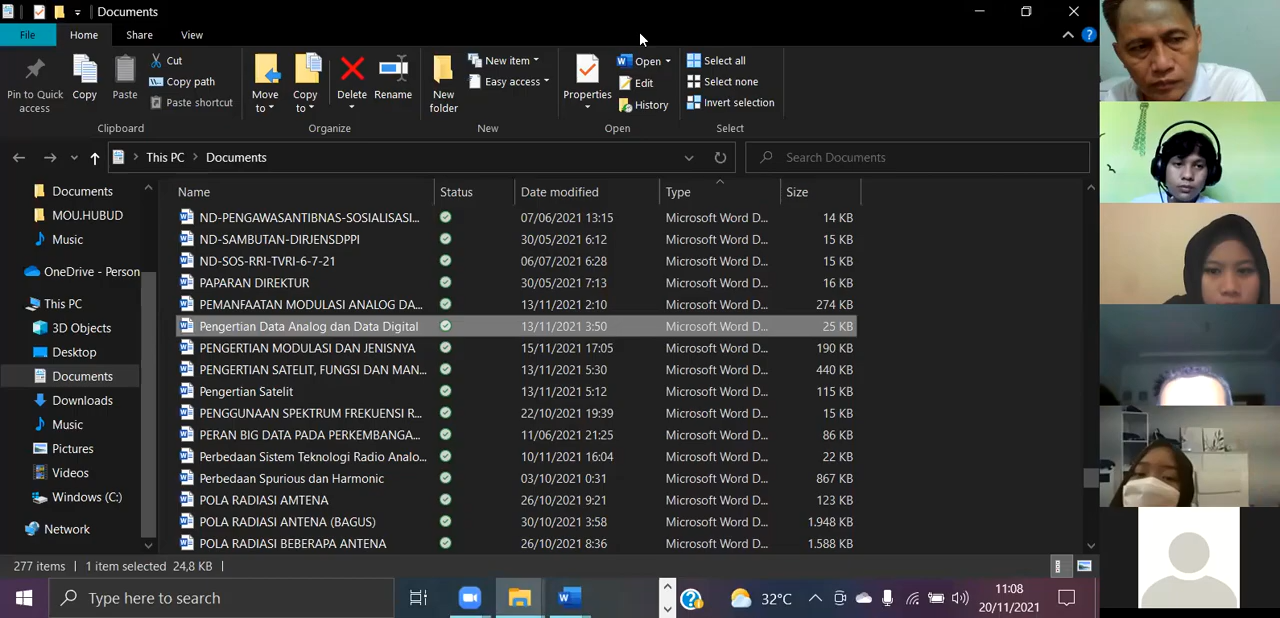 Documents
File
Home
Share
View
Pin to Quick access
Copy
Paste
Cut
Copy path
Paste shortcut
Clipboard
Move to
Copy to
Delete
Rename
Organize
New folder
New item
Easy access
New
Properties
Open
Edit
History
Open
Select all
Select none
Invert selection
Select
This PC
Documents
Search Documents
Documents
MOU.HUBUD
Music
OneDrive - Person
This PC
3D Objects
Desktop
Documents
Downloads
Music
Pictures
Videos
Windows (C:)
Network
Name Status Date modified Type Size
ND-PENGAWASANTIBNAS-SOSIALISASI... 07/06/2021 13:15 Microsoft Word D... 14 KB
ND-SAMBUTAN-DIRJENSDPPI 30/05/2021 6:12 Microsoft Word D... 15 KB
ND-SOS-RRI-TVRI-6-7-21 06/07/2021 6:28 Microsoft Word D... 15 KB
PAPARAN DIREKTUR 30/05/2021 7:13 Microsoft Word D... 16 KB
PEMANFAATAN MODULASI ANALOG DA... 13/11/2021 2:10 Microsoft Word D... 274 KB
Pengertian Data Analog dan Data Digital 13/11/2021 3:50 Microsoft Word D... 25 KB
PENGERTIAN MODULASI DAN JENISNYA 15/11/2021 17:05 Microsoft Word D... 190 KB
PENGERTIAN SATELIT, FUNGSI DAN MAN... 13/11/2021 5:30 Microsoft Word D... 440 KB
Pengertian Satelit 13/11/2021 5:12 Microsoft Word D... 115 KB
PENGGUNAAN SPEKTRUM FREKUENSI R... 22/10/2021 19:39 Microsoft Word D... 15 KB
PERAN BIG DATA PADA PERKEMBANGA... 11/06/2021 21:25 Microsoft Word D... 86 KB
Perbedaan Sistem Teknologi Radio Analo... 10/11/2021 16:04 Microsoft Word D... 22 KB
Perbedaan Spurious dan Harmonic 03/10/2021 0:31 Microsoft Word D... 867 KB
POLA RADIASI AMTENA 26/10/2021 9:21 Microsoft Word D... 123 KB
POLA RADIASI ANTENA (BAGUS) 30/10/2021 3:58 Microsoft Word D... 1.948 KB
POLA RADIASI BEBERAPA ANTENA 26/10/2021 8:36 Microsoft Word D... 1.588 KB
277 items 1 item selected 24,8 KB
Type here to search
32°C
11:08
20/11/2021